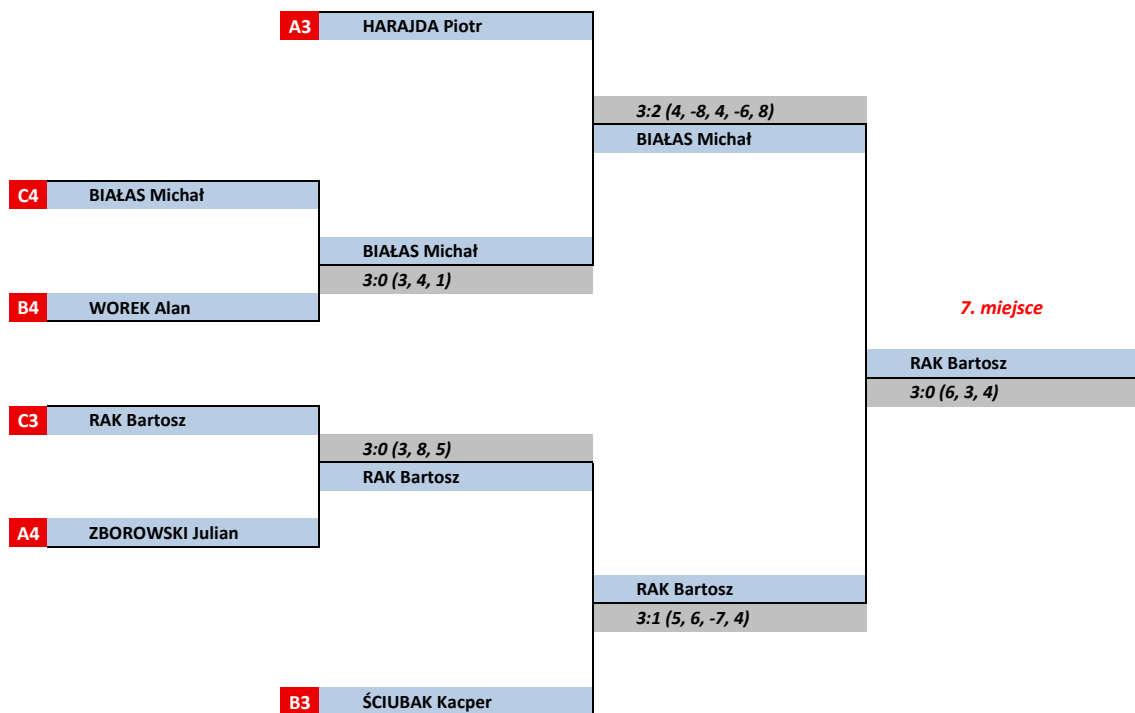 A3 HARAJDA Piotr
3:2 (4, -8, 4, -6, 8)
BIAŁAS Michał
C4 BIAŁAS Michał
BIAŁAS Michał
3:0 (3, 4, 1)
B4 WOREK Alan
7. miejsce
RAK Bartosz
3:0 (6, 3, 4)
C3 RAK Bartosz
3:0 (3, 8, 5)
RAK Bartosz
A4 ZBOROWSKI Julian
RAK Bartosz
3:1 (5, 6, -7, 4)
B3 ŚCIUBAK Kacper